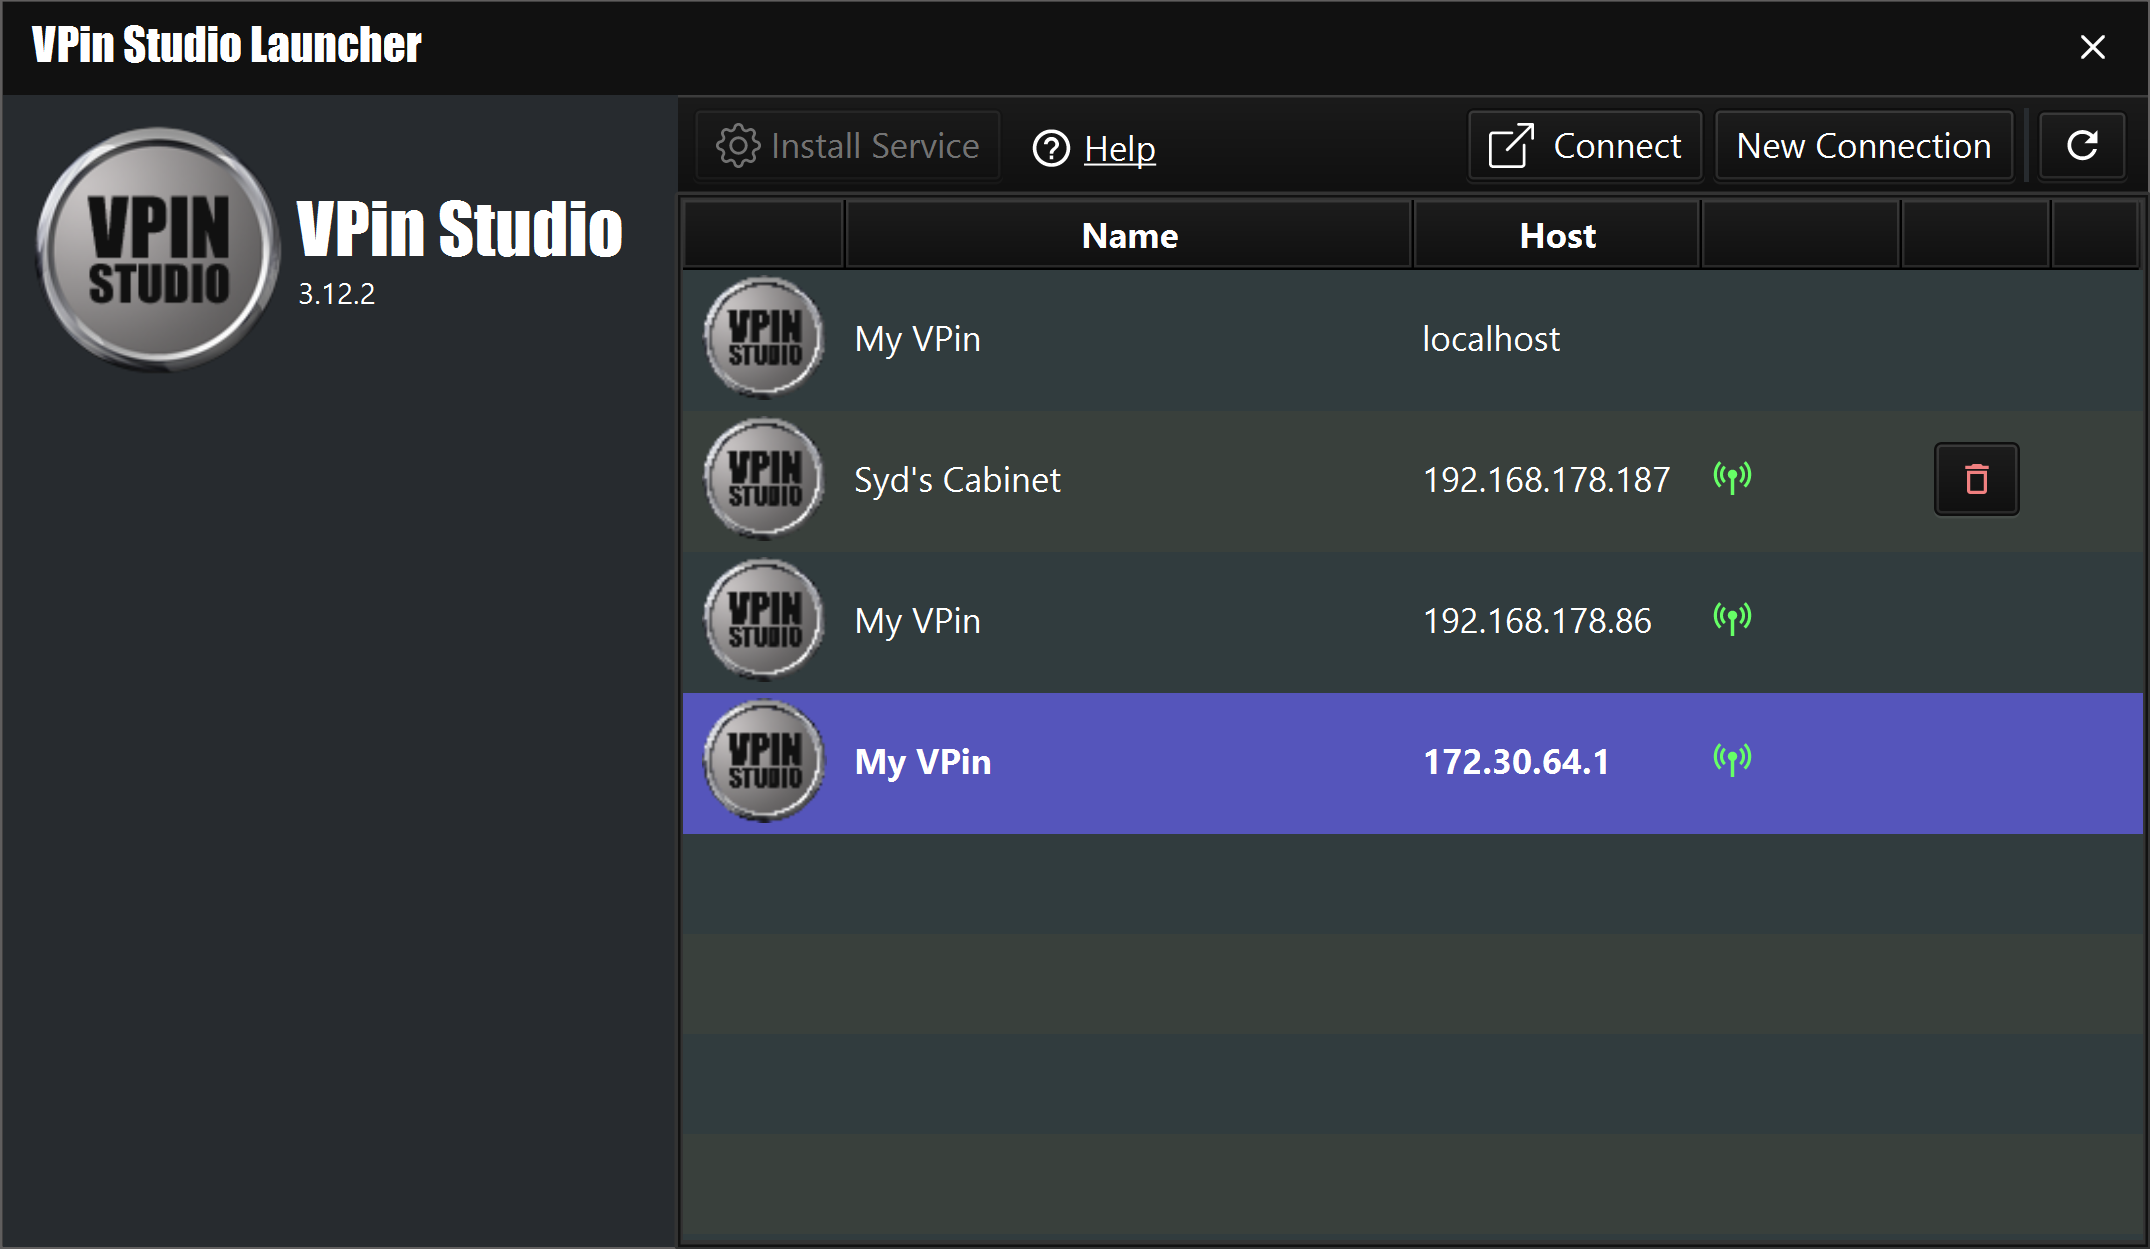 VPin Studio Launcher
Install Service
Help
Connect
New Connection
VPIN
STUDIO
VPin Studio
3.12.2
Name
Host
VPIN
STUDIO
My VPin
localhost
VPIN
STUDIO
Syd's Cabinet
192.168.178.187
VPIN
STUDIO
My VPin
192.168.178.86
VPIN
STUDIO
My VPin
172.30.64.1